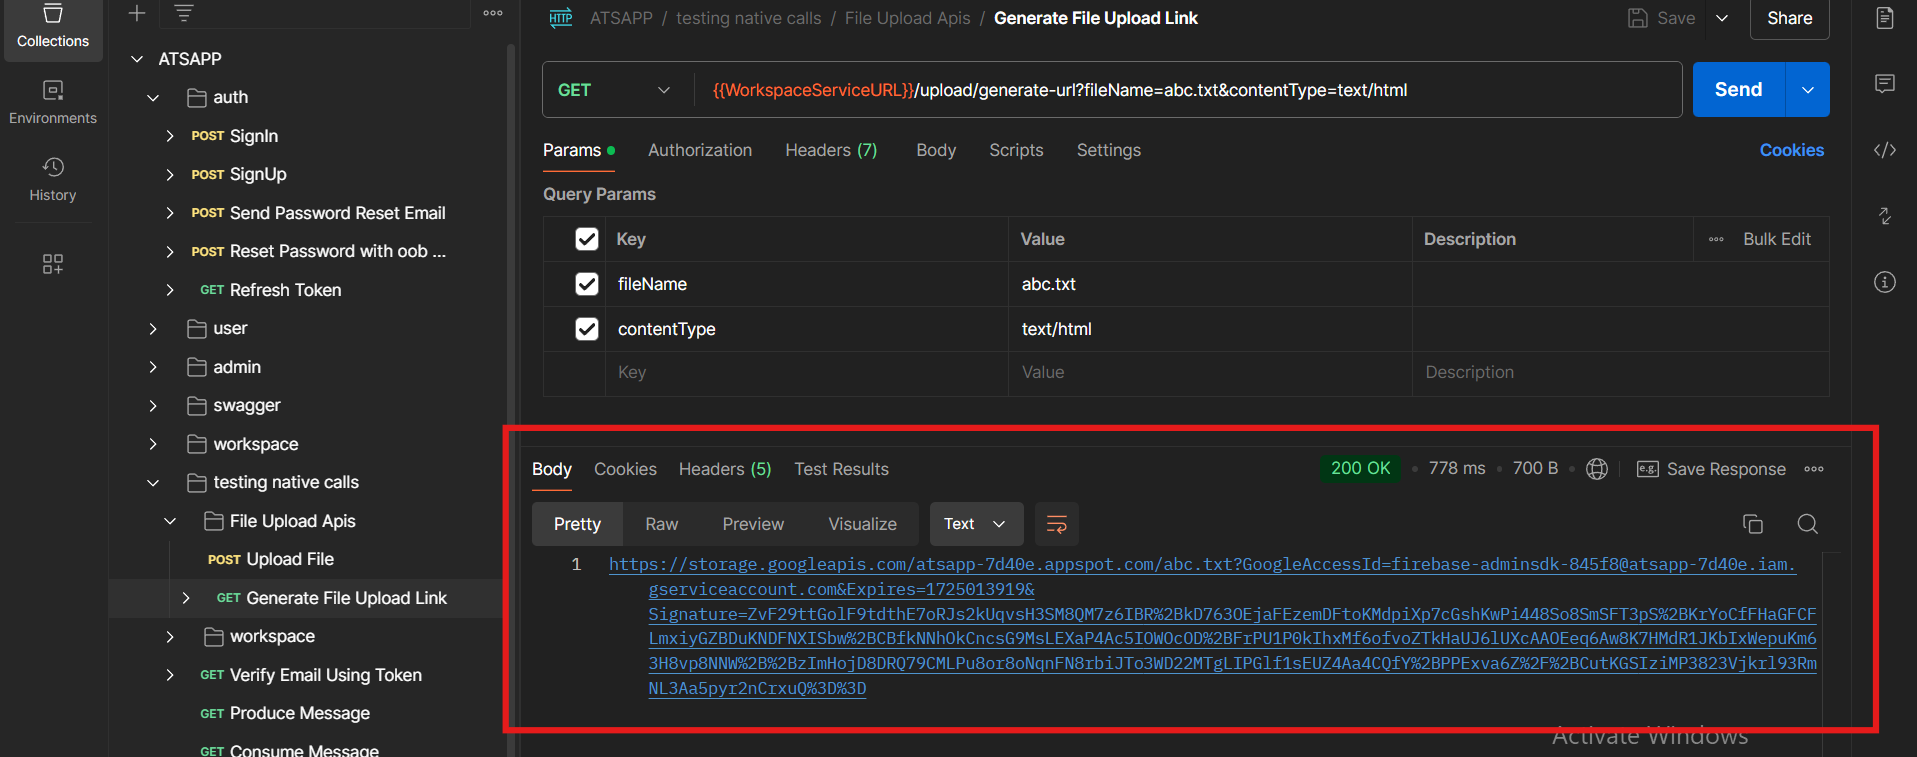 Collections
Environments
History
ATSAPP
auth
POST SignIn
POST SignUp
POST Send Password Reset Email
POST Reset Password with oob ...
GET Refresh Token
user
admin
swagger
workspace
testing native calls
File Upload Apis
POST Upload File
GET Generate File Upload Link
workspace
GET Verify Email Using Token
GET Produce Message
GET Consume Message
HTTP ATSAPP / testing native calls / File Upload Apis / Generate File Upload Link
Save
Share
GET {{WorkspaceServiceURL}}/upload/generate-url?fileName=abc.txt&contentType=text/html
Send
Params Authorization Headers (7) Body Scripts Settings Cookies
Query Params
Key Value Description Bulk Edit
fileName abc.txt
contentType text/html
Key Value Description
Body Cookies Headers (5) Test Results 200 OK 778 ms 700 B e.g. Save Response
Pretty Raw Preview Visualize Text
1 https://storage.googleapis.com/atsapp-7d40e.appspot.com/abc.txt?GoogleAccessId=firebase-adminsdk-845f8@atsapp-7d40e.iam.
gserviceaccount.com&Expires=1725013919&
Signature=ZvF29ttGolF9tdthE7oRJs2kUqvsH3SM8QM7z6IBR%2BkD763OEjaFEzemDFtoKMdpiXp7cGshKwPi448So8SmSFT3pS%2BKrYoCfFHaGFCF
LmxiyGZBDuKNDFNXISbw%2BCBfkNNhOkCncsG9MsLEXaP4Ac5IOWOcOD%2BFrPU1P0kIhxMf6ofvoZTkHaUJ6lUXcAAOEeq6Aw8K7HMdR1JKbIxWepuKm6
3H8vp8NNW%2B%2BzImHojD8DRQ79CMLPu8or8oNqnFN8rbiJTo3WD22MTgLIPGlf1sEUZ4Aa4CQfY%2BPPExva6Z%2F%2BCutKGSIziMP3823Vjkrl93Rm
NL3Aa5pyr2nCrxuQ%3D%3D
Activate Windows